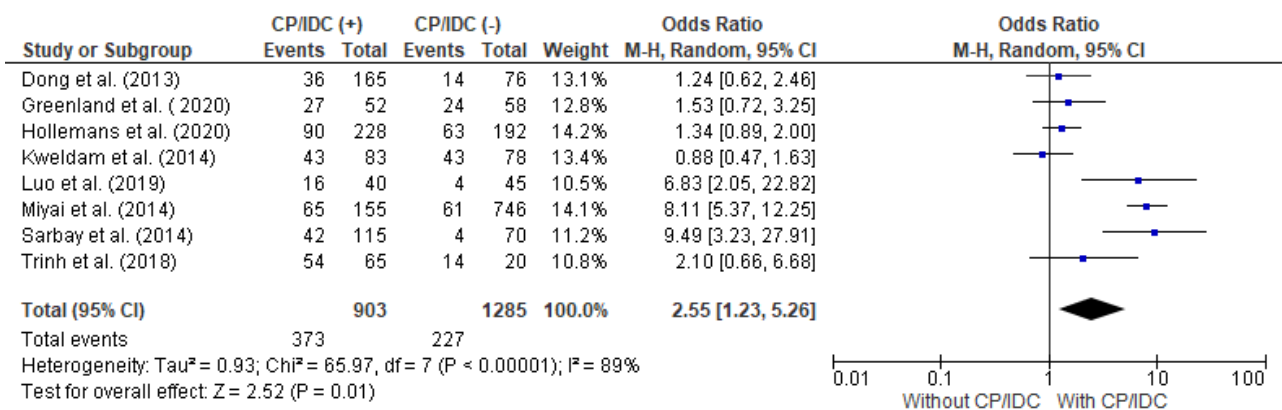 CP/IDC (+) CP/IDC (-) Odds Ratio Odds Ratio
Study or Subgroup Events Total Events Total Weight M-H, Random, 95% CI M-H, Random, 95% CI
Dong et al. (2013) 36 165 14 76 13.1% 1.24 [0.62, 2.46]
Greenland et al. ( 2020) 27 52 24 58 12.8% 1.53 [0.72, 3.25]
Hollemans et al. (2020) 90 228 63 192 14.2% 1.34 [0.89, 2.00]
Kweldam et al. (2014) 43 83 43 78 13.4% 0.88 [0.47, 1.63]
Luo et al. (2019) 16 40 4 45 10.5% 6.83 [2.05, 22.82]
Miyai et al. (2014) 65 155 61 746 14.1% 8.11 [5.37, 12.25]
Sarbay et al. (2014) 42 115 4 70 11.2% 9.49 [3.23, 27.91]
Trinh et al. (2018) 54 65 14 20 10.8% 2.10 [0.66, 6.68]
Total (95% CI) 903 1285 100.0% 2.55 [1.23, 5.26]
Total events 373 227
Heterogeneity: Tau² = 0.93; Chi² = 65.97, df = 7 (P < 0.00001); I² = 89%
Test for overall effect: Z = 2.52 (P = 0.01)
0.01 0.1 1 10 100
Without CP/IDC With CP/IDC